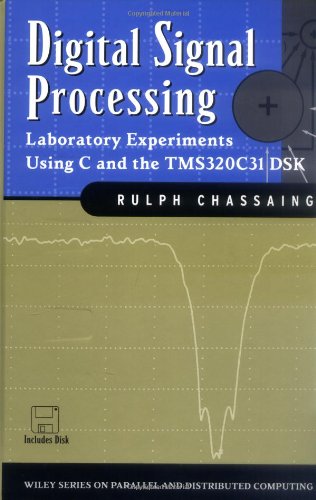 Digital Signal
Processing
Laboratory Experiments
Using C and the TMS320C31 DSK
RULPH CHASSAING
Includes Disk
WILEY SERIES ON PARALLEL AND DISTRIBUTED COMPUTING